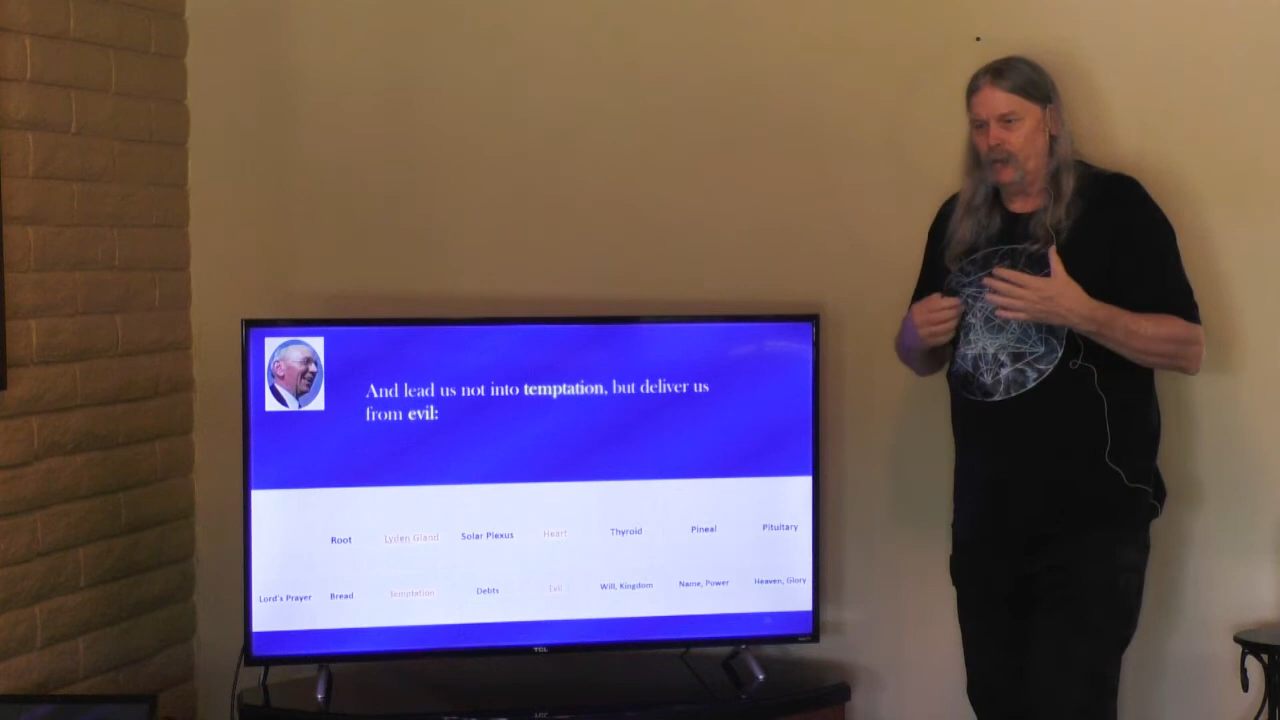 And lead us not into temptation, but deliver us
from evil:
Root Lyden Gland Solar Plexus Heart Thyroid Pineal Pituitary
Lord's Prayer Bread Temptation Debts Evil Will, Kingdom Name, Power Heaven, Glory
TCL